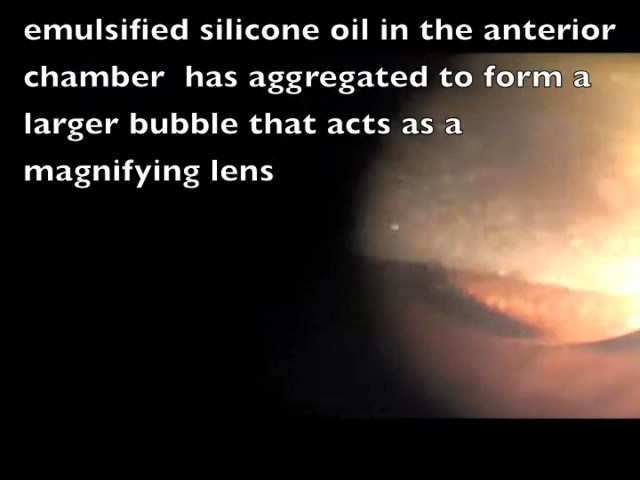 emulsified silicone oil in the anterior
chamber has aggregated to form a
larger bubble that acts as a
magnifying lens